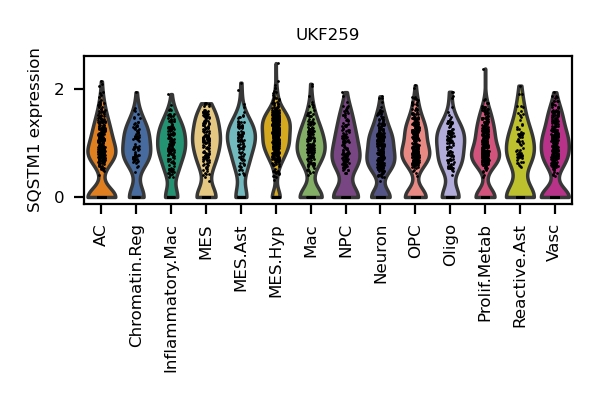 UKF259
SQSTM1 expression
2
0
AC
Chromatin.Reg
Inflammatory.Mac
MES
MES.Ast
MES.Hyp
Mac
NPC
Neuron
OPC
Oligo
Prolif.Metab
Reactive.Ast
Vasc